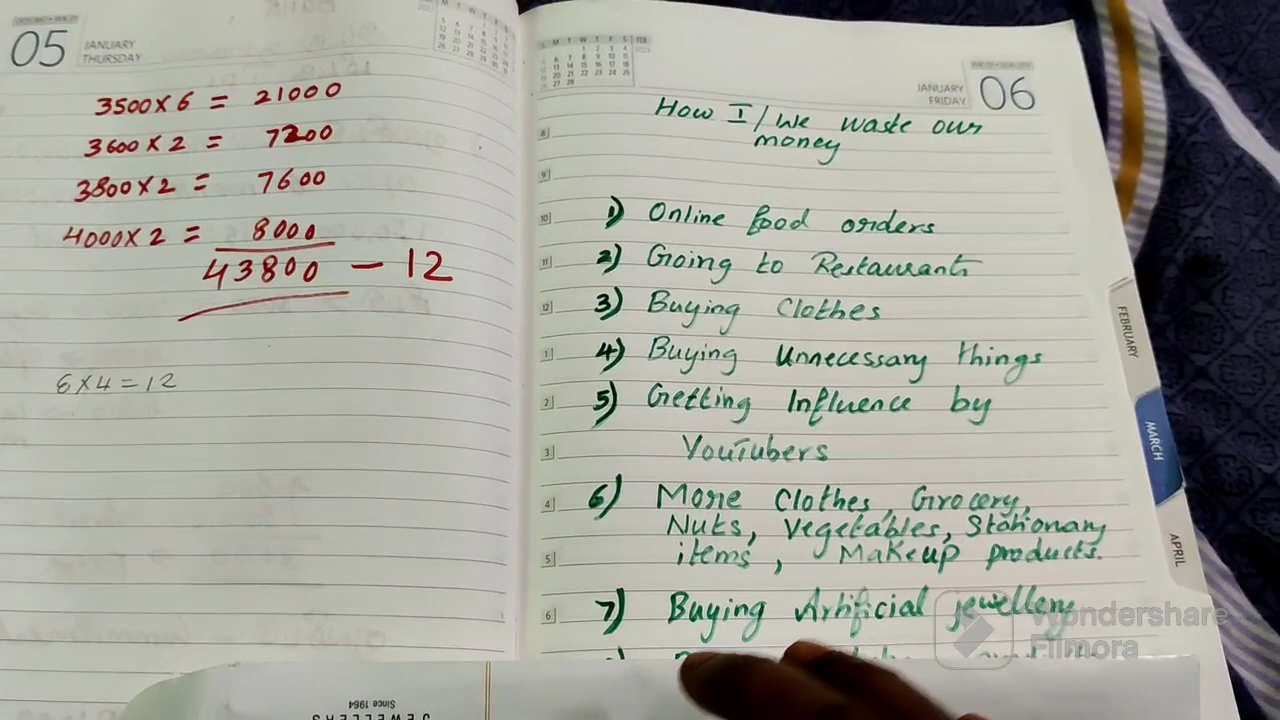 05
JANUARY
THURSDAY
3500 x 6 = 21000
3600 x 2 = 7200
3800 x 2 = 7600
4000 x 2 = 8000
43800 — 12
6 x 4 = 12
JANUARY
FRIDAY
06
How I/We waste our
money
1) Online food orders
2) Going to Restaurants
3) Buying Clothes
4) Buying Unnecessary things
5) Getting Influence by
YouTubers
6) More Clothes, Grocery,
Nuts, Vegetables, Stationary
items, Makeup products.
7) Buying Artificial jewellery
FEBRUARY
MARCH
APRIL
Wondershare
Filmora
JEWELLERS
Since 1964